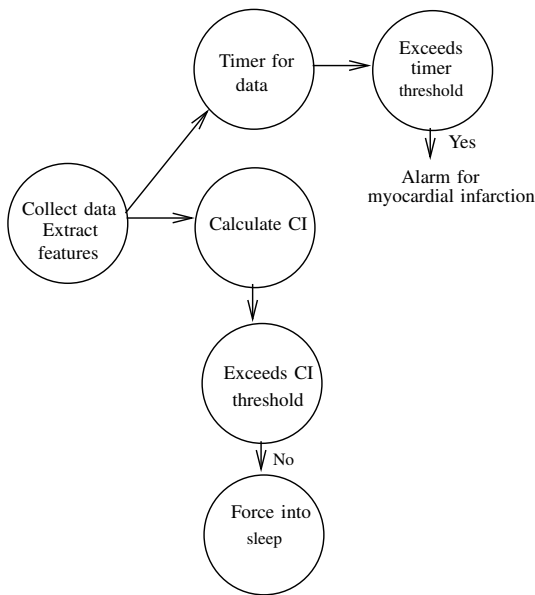 Timer for
data
Exceeds
timer
threshold
Yes
Alarm for
myocardial infarction
Collect data
Extract
features
Calculate CI
Exceeds CI
threshold
No
Force into
sleep